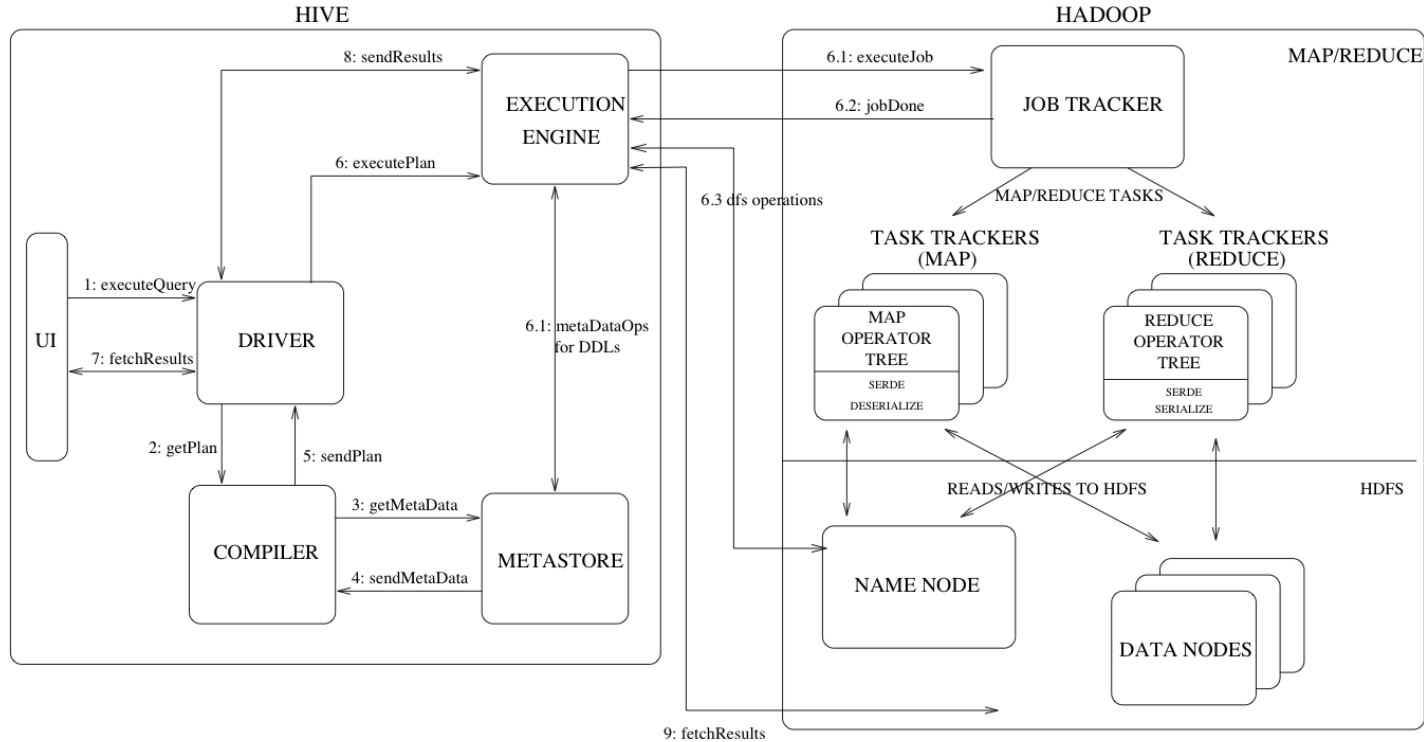 HIVE
HADOOP
MAP/REDUCE
8: sendResults
EXECUTION
ENGINE
6.1: executeJob
6.2: jobDone
JOB TRACKER
6: executePlan
6.3 dfs operations
MAP/REDUCE TASKS
TASK TRACKERS
(MAP)
TASK TRACKERS
(REDUCE)
UI
1: executeQuery
DRIVER
7: fetchResults
6.1: metaDataOps
for DDLs
MAP
OPERATOR
TREE
SERDE
DESERIALIZE
REDUCE
OPERATOR
TREE
SERDE
SERIALIZE
2: getPlan
5: sendPlan
READS/WRITES TO HDFS
HDFS
COMPILER
3: getMetaData
4: sendMetaData
METASTORE
NAME NODE
DATA NODES
9: fetchResults